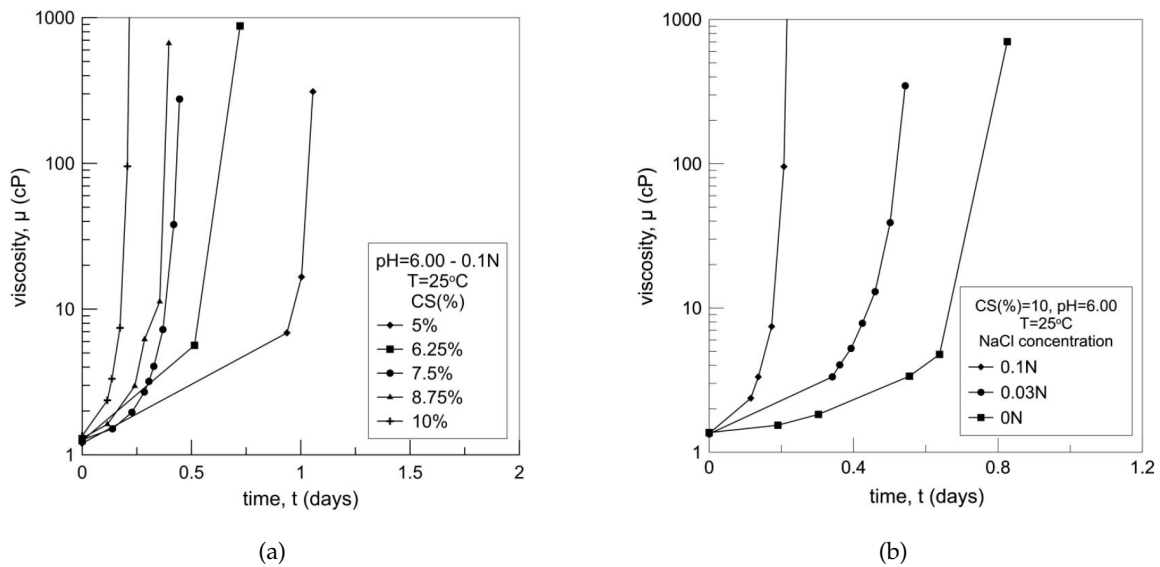 1000
100
10
1
viscosity, μ (cP)
0
0.5
1
1.5
2
time, t (days)
pH=6.00 - 0.1N
T=25°C
CS(%)
5%
6.25%
7.5%
8.75%
10%
(a)
1000
100
10
1
viscosity, μ (cP)
0
0.4
0.8
1.2
time, t (days)
CS(%)=10, pH=6.00
T=25°C
NaCl concentration
0.1N
0.03N
0N
(b)